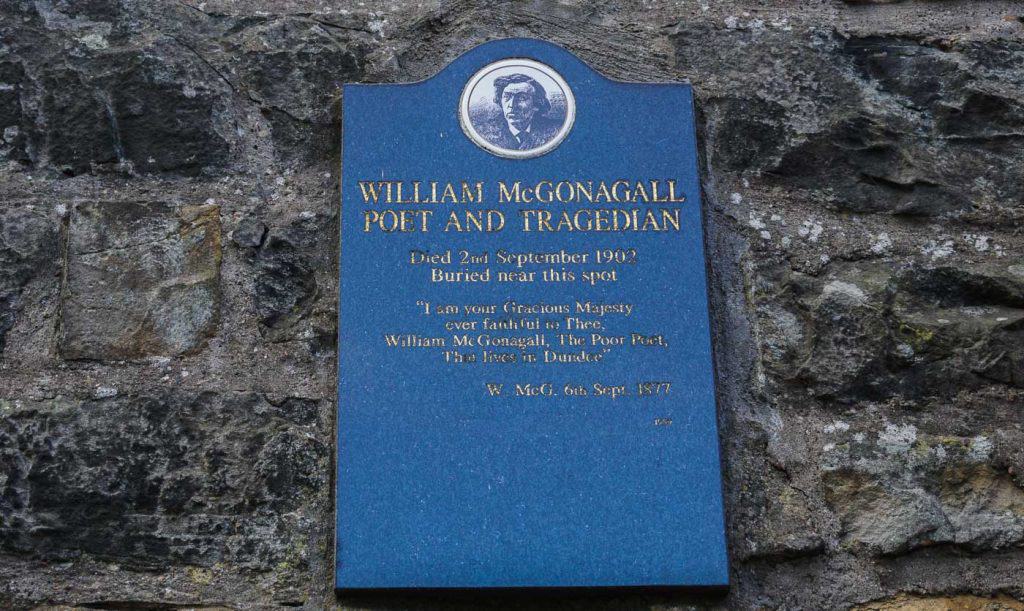 WILLIAM McGONAGALL
POET AND TRAGEDIAN
Died 2nd September 1902
Buried near this spot
"I am your Gracious Majesty
ever faithful to Thee,
William McGonagall, The Poor Poet,
That lives in Dundee"
W. McG. 6th Sept. 1877